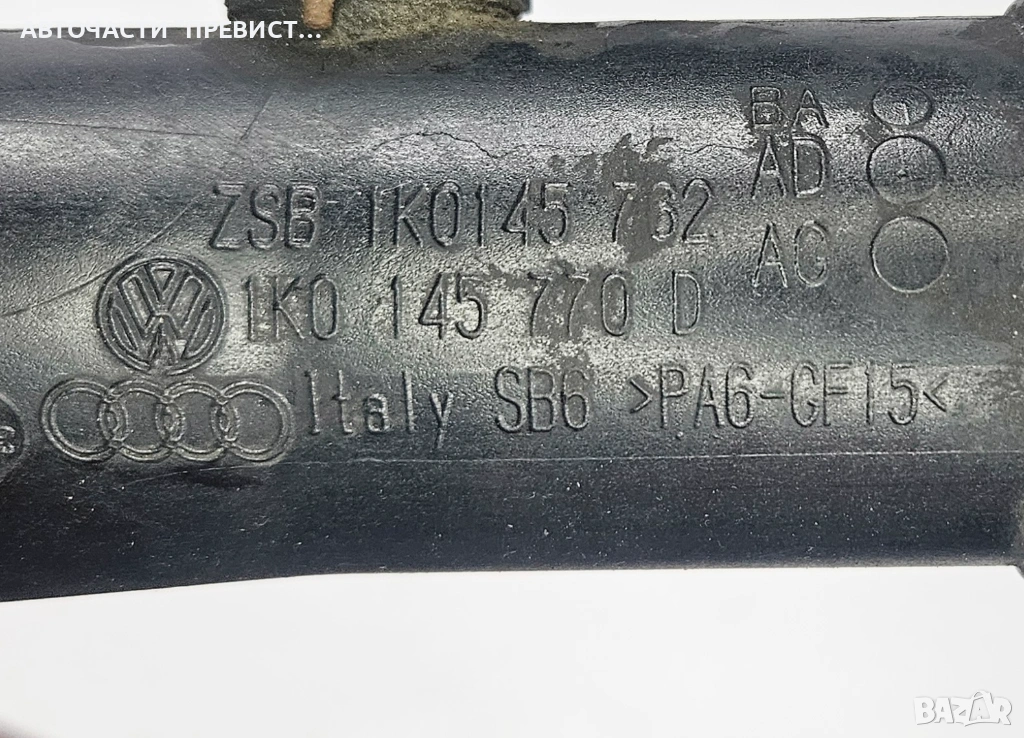 АВТОЧАСТИ ПРЕВИСТ...
BA
AD
AG
ZSB 1K0145 762
1K0 145 770 D
Italy SB6 >PA6-GF15<
BAZAR